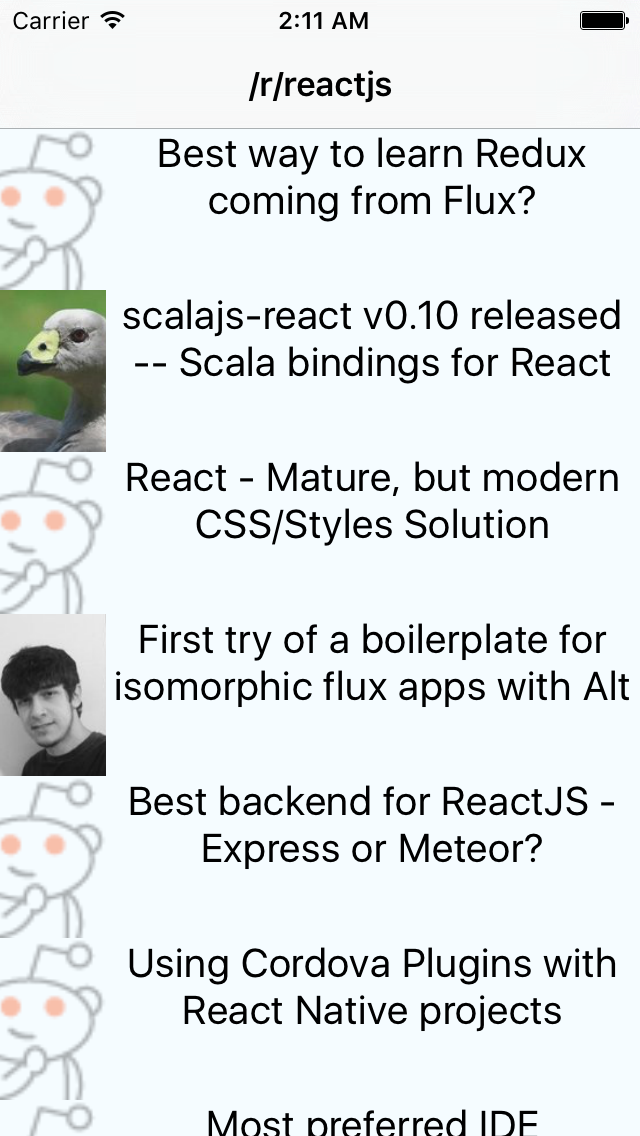 Carrier 2:11 AM
/r/reactjs
Best way to learn Redux
coming from Flux?
scalajs-react v0.10 released
-- Scala bindings for React
React - Mature, but modern
CSS/Styles Solution
First try of a boilerplate for
isomorphic flux apps with Alt
Best backend for ReactJS -
Express or Meteor?
Using Cordova Plugins with
React Native projects
Most preferred IDE